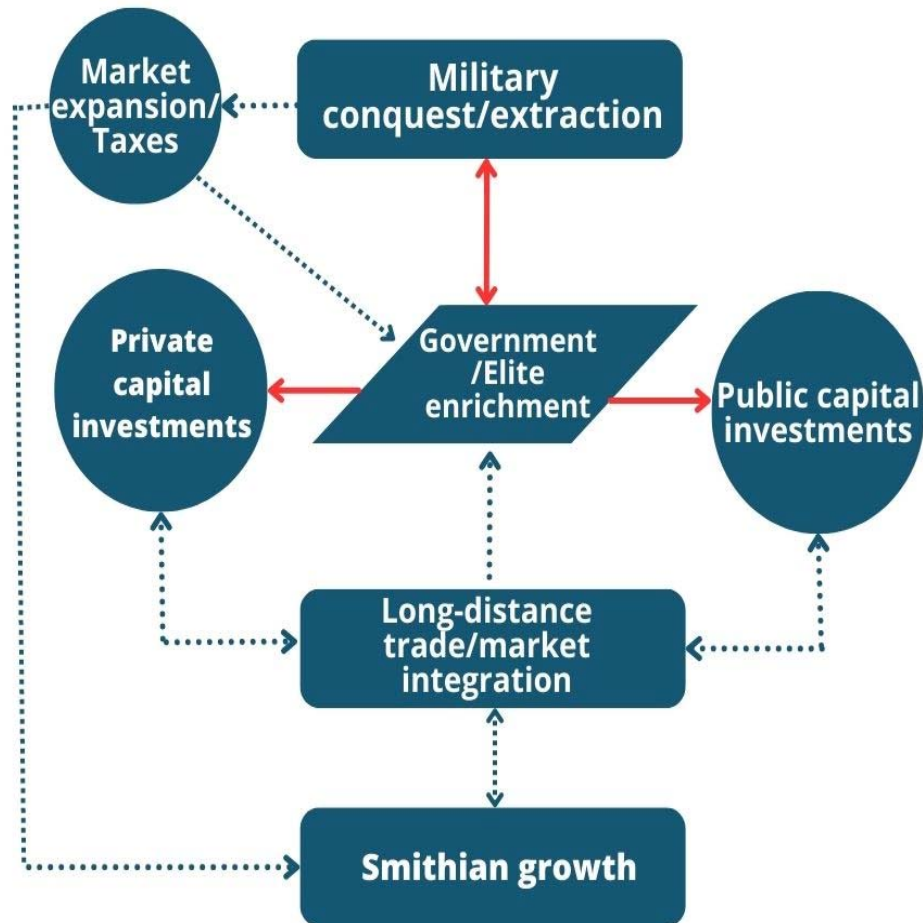 Market
expansion/
Taxes
Military
conquest/extraction
Private
capital
investments
Government
/Elite
enrichment
Public capital
investments
Long-distance
trade/market
integration
Smithian growth